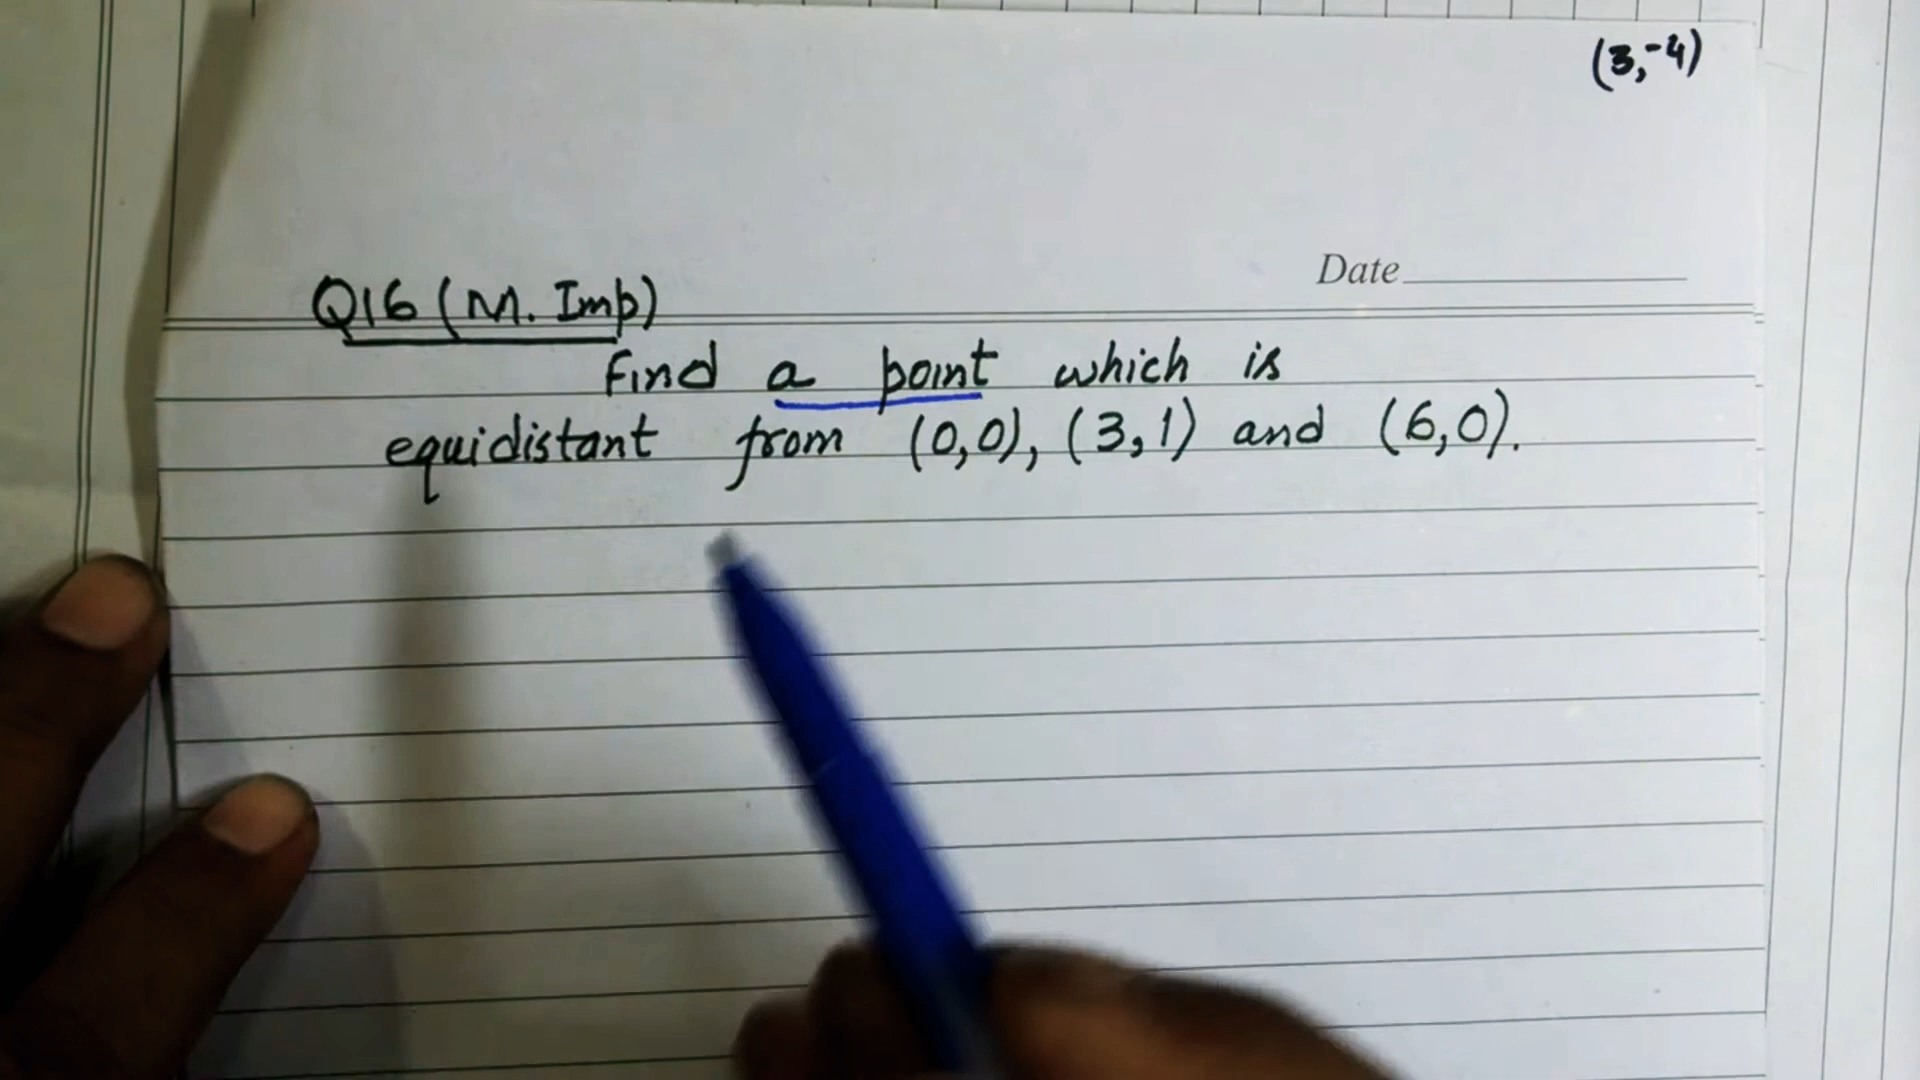 (3,-4)
Date
Q16 (M. Imp)
Find a point which is
equidistant from (0,0), (3,1) and (6,0).